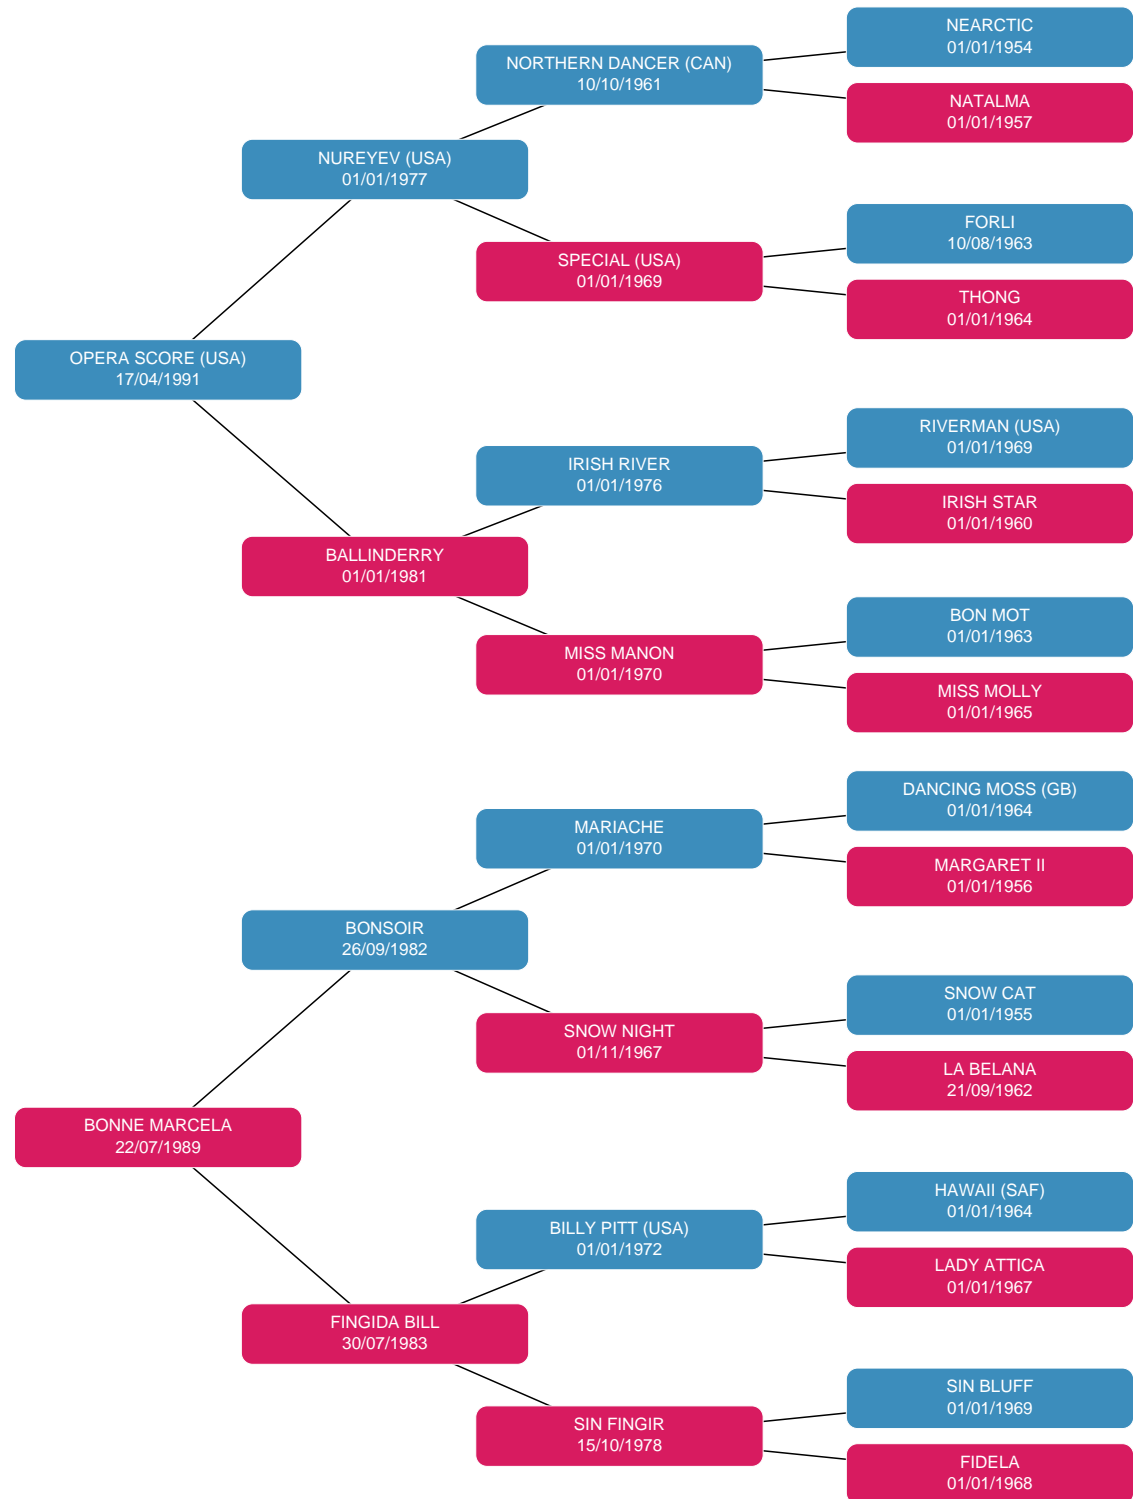 NEARCTIC
01/01/1954
NORTHERN DANCER (CAN)
10/10/1961
NATALMA
01/01/1957
NUREYEV (USA)
01/01/1977
FORLI
10/08/1963
SPECIAL (USA)
01/01/1969
THONG
01/01/1964
OPERA SCORE (USA)
17/04/1991
RIVERMAN (USA)
01/01/1969
IRISH RIVER
01/01/1976
IRISH STAR
01/01/1960
BALLINDERRY
01/01/1981
BON MOT
01/01/1963
MISS MANON
01/01/1970
MISS MOLLY
01/01/1965
DANCING MOSS (GB)
01/01/1964
MARIACHE
01/01/1970
MARGARET II
01/01/1956
BONSOIR
26/09/1982
SNOW CAT
01/01/1955
SNOW NIGHT
01/11/1967
LA BELANA
21/09/1962
BONNE MARCELA
22/07/1989
HAWAII (SAF)
01/01/1964
BILLY PITT (USA)
01/01/1972
LADY ATTICA
01/01/1967
FINGIDA BILL
30/07/1983
SIN BLUFF
01/01/1969
SIN FINGIR
15/10/1978
FIDELA
01/01/1968